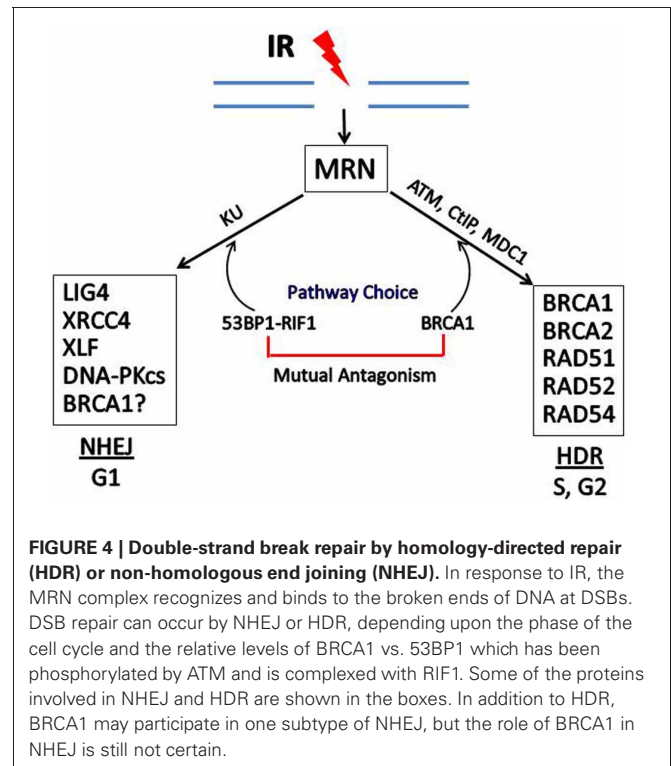 IR
MRN
KU
ATM, CtIP, MDC1
Pathway Choice
53BP1-RIF1 BRCA1
Mutual Antagonism
LIG4
XRCC4
XLF
DNA-PKcs
BRCA1?
NHEJ
G1
BRCA1
BRCA2
RAD51
RAD52
RAD54
HDR
S, G2
FIGURE 4 | Double-strand break repair by homology-directed repair
(HDR) or non-homologous end joining (NHEJ). In response to IR, the
MRN complex recognizes and binds to the broken ends of DNA at DSBs.
DSB repair can occur by NHEJ or HDR, depending upon the phase of the
cell cycle and the relative levels of BRCA1 vs. 53BP1 which has been
phosphorylated by ATM and is complexed with RIF1. Some of the proteins
involved in NHEJ and HDR are shown in the boxes. In addition to HDR,
BRCA1 may participate in one subtype of NHEJ, but the role of BRCA1 in
NHEJ is still not certain.